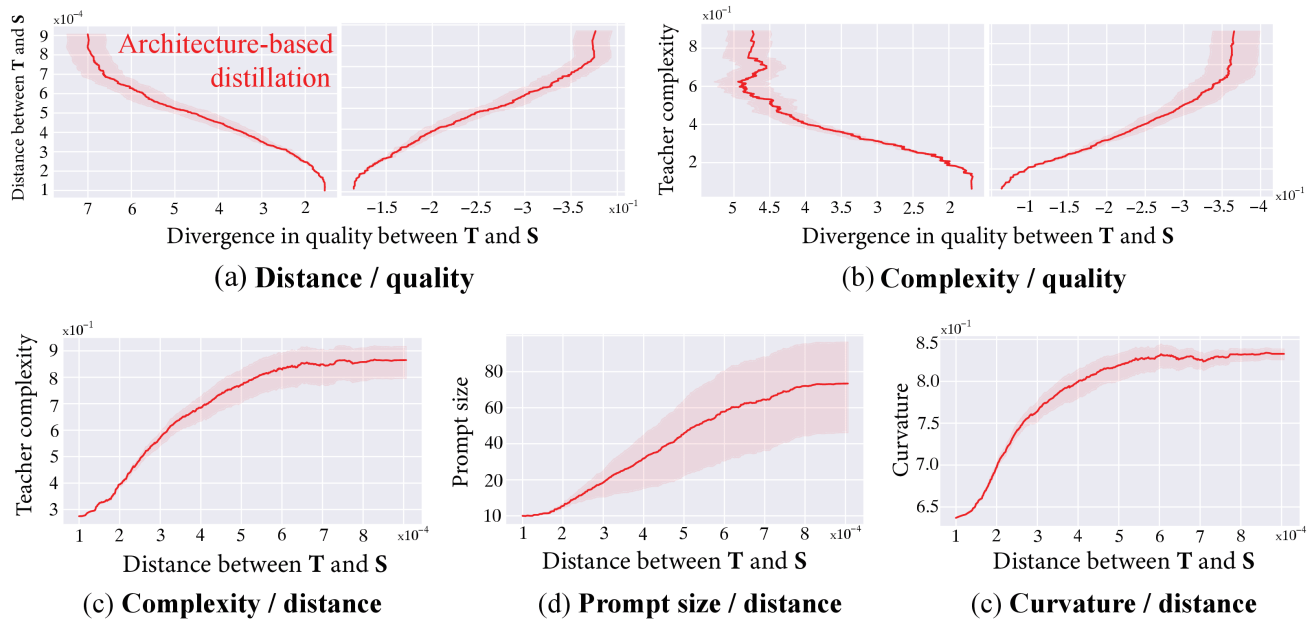 x10⁻⁴
Distance between T and S
9
8
7
6
5
4
3
2
1
Architecture-based
distillation
7 6 5 4 3 2 −1.5 −2 −2.5 −3 −3.5 x10⁻¹
Divergence in quality between T and S
(a) Distance / quality
x10⁻¹
Teacher complexity
8
6
4
2
5 4.5 4 3.5 3 2.5 2 −1 −2 −2.5 −3 −3.5 −4
x10⁻¹
Divergence in quality between T and S
(b) Complexity / quality
x10⁻¹
Teacher complexity
9
8
7
6
5
4
3
1 2 3 4 5 6 7 8 x10⁻⁴
Distance between T and S
(c) Complexity / distance
Prompt size
80
60
40
20
10
1 2 3 4 5 6 7 8 x10⁻⁴
Distance between T and S
(d) Prompt size / distance
x10⁻¹
Curvature
8.5
8.0
7.5
7.0
6.5
1 2 3 4 5 6 7 8 x10⁻⁴
Distance between T and S
(c) Curvature / distance